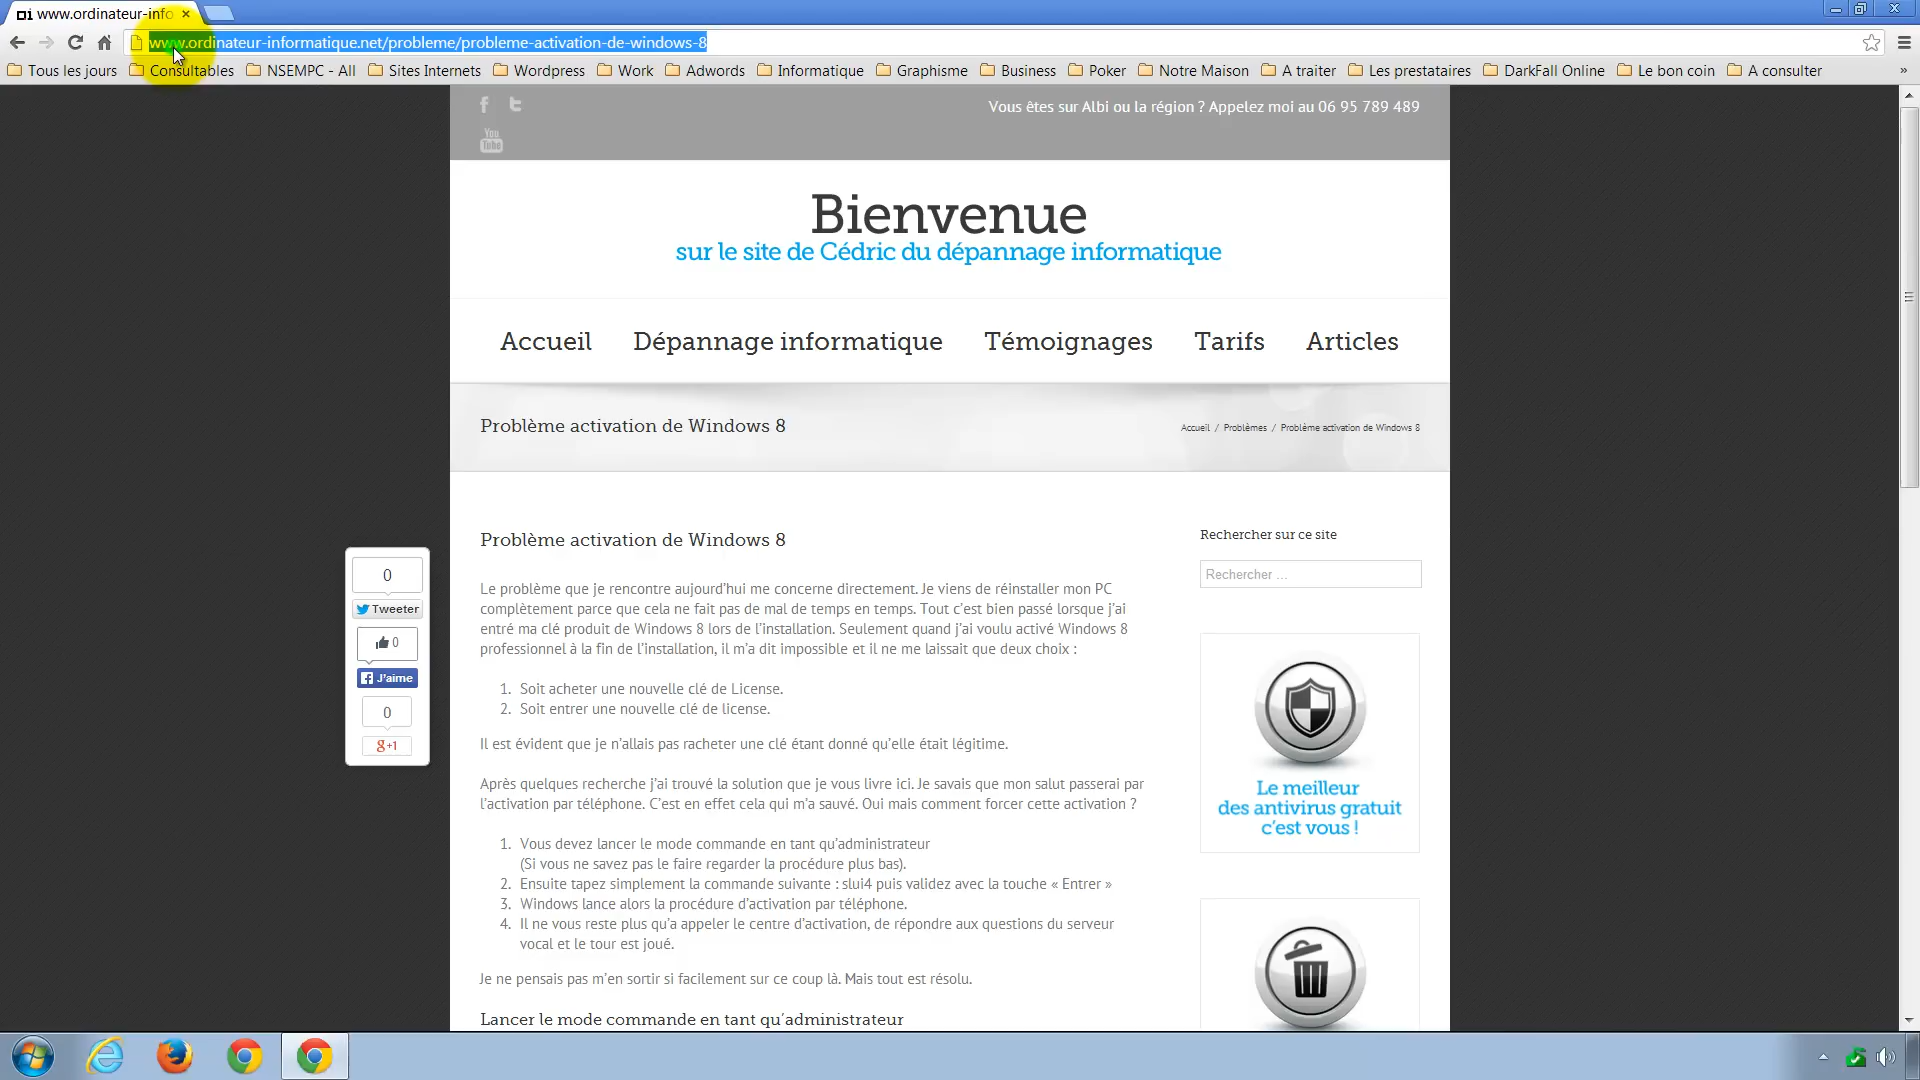 www.ordinateur-info
www.ordinateur-informatique.net/probleme/probleme-activation-de-windows-8
Tous les jours Consultables NSEMPC - All Sites Internets Wordpress Work Adwords Informatique Graphisme Business Poker Notre Maison A traiter Les prestataires DarkFall Online Le bon coin A consulter »
Vous êtes sur Albi ou la région ? Appelez moi au 06 95 789 489
You
Tube
Bienvenue
sur le site de Cédric du dépannage informatique
Accueil Dépannage informatique Témoignages Tarifs Articles
Problème activation de Windows 8
Accueil / Problèmes / Problème activation de Windows 8
0
Tweeter
0
J'aime
0
g+1
Problème activation de Windows 8
Le problème que je rencontre aujourd'hui me concerne directement. Je viens de réinstaller mon PC
complètement parce que cela ne fait pas de mal de temps en temps. Tout c'est bien passé lorsque j'ai
entré ma clé produit de Windows 8 lors de l'installation. Seulement quand j'ai voulu activé Windows 8
professionnel à la fin de l'installation, il m'a dit impossible et il ne me laissait que deux choix :
1. Soit acheter une nouvelle clé de License.
2. Soit entrer une nouvelle clé de license.
Il est évident que je n'allais pas racheter une clé étant donné qu'elle était légitime.
Après quelques recherche j'ai trouvé la solution que je vous livre ici. Je savais que mon salut passerai par
l'activation par téléphone. C'est en effet cela qui m'a sauvé. Oui mais comment forcer cette activation ?
1. Vous devez lancer le mode commande en tant qu'administrateur
(Si vous ne savez pas le faire regarder la procédure plus bas).
2. Ensuite tapez simplement la commande suivante : slui4 puis validez avec la touche « Entrer »
3. Windows lance alors la procédure d'activation par téléphone.
4. Il ne vous reste plus qu'a appeler le centre d'activation, de répondre aux questions du serveur
vocal et le tour est joué.
Je ne pensais pas m'en sortir si facilement sur ce coup là. Mais tout est résolu.
Lancer le mode commande en tant qu'administrateur
Rechercher sur ce site
Rechercher …
Le meilleur
des antivirus gratuit
c'est vous !